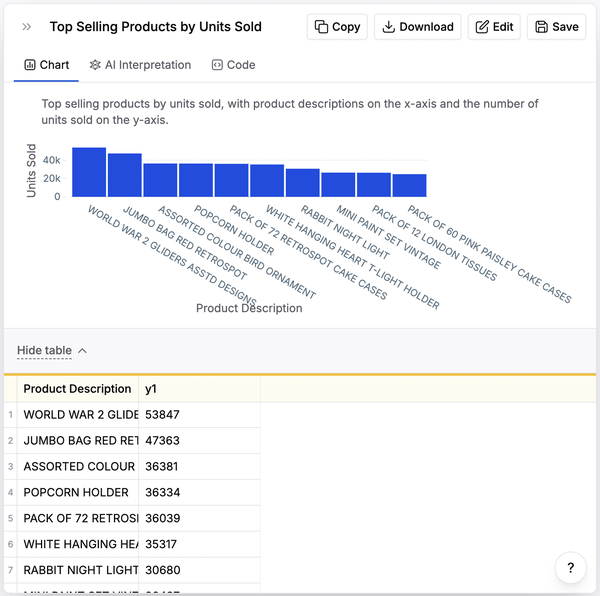 Top Selling Products by Units Sold
Copy
Download
Edit
Save
Chart
AI Interpretation
Code
Top selling products by units sold, with product descriptions on the x-axis and the number of
units sold on the y-axis.
Units Sold
40k
20k
0
WORLD WAR 2 GLIDERS ASSTD DESIGNS
JUMBO BAG RED RETROSPOT
ASSORTED COLOUR BIRD ORNAMENT
POPCORN HOLDER
PACK OF 72 RETROSPOT CAKE CASES
WHITE HANGING HEART T-LIGHT HOLDER
RABBIT NIGHT LIGHT
MINI PAINT SET VINTAGE
PACK OF 12 LONDON TISSUES
PACK OF 60 PINK PAISLEY CAKE CASES
Product Description
Hide table
Product Description y1
1 WORLD WAR 2 GLIDE 53847
2 JUMBO BAG RED RET 47363
3 ASSORTED COLOUR 36381
4 POPCORN HOLDER 36334
5 PACK OF 72 RETROS 36039
6 WHITE HANGING HEA 35317
7 RABBIT NIGHT LIGHT 30680
?